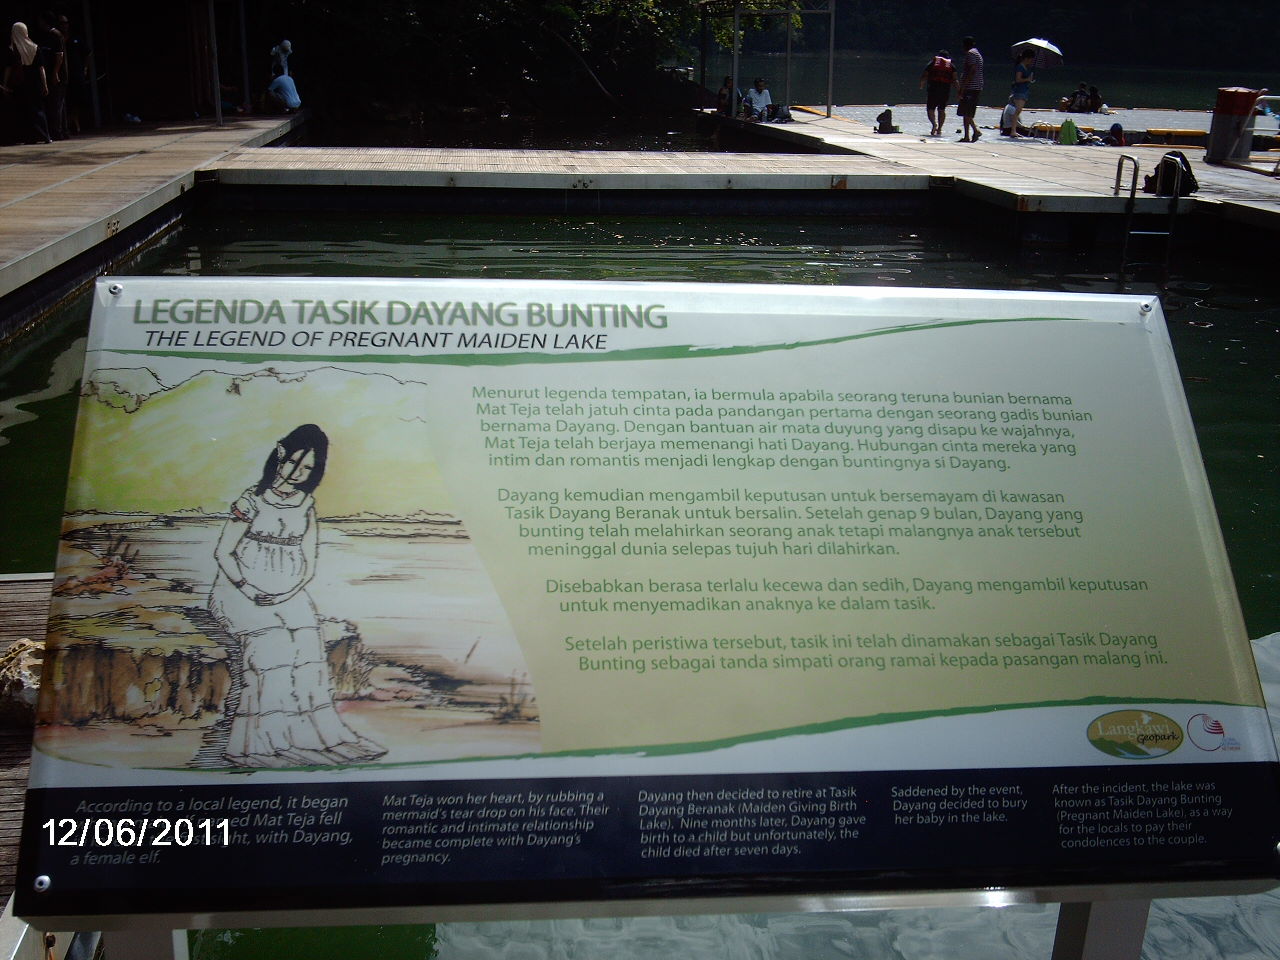 LEGENDA TASIK DAYANG BUNTING
THE LEGEND OF PREGNANT MAIDEN LAKE
Menurut legenda tempatan, ia bermula apabila seorang teruna bunian bernama
Mat Teja telah jatuh cinta pada pandangan pertama dengan seorang gadis bunian
bernama Dayang. Dengan bantuan air mata duyung yang disapu ke wajahnya,
Mat Teja telah berjaya memenangi hati Dayang. Hubungan cinta mereka yang
intim dan romantis menjadi lengkap dengan buntingnya si Dayang.
Dayang kemudian mengambil keputusan untuk bersemayam di kawasan
Tasik Dayang Beranak untuk bersalin. Setelah genap 9 bulan, Dayang yang
bunting telah melahirkan seorang anak tetapi malangnya anak tersebut
meninggal dunia selepas tujuh hari dilahirkan.
Disebabkan berasa terlalu kecewa dan sedih, Dayang mengambil keputusan
untuk menyemadikan anaknya ke dalam tasik.
Setelah peristiwa tersebut, tasik ini telah dinamakan sebagai Tasik Dayang
Bunting sebagai tanda simpati orang ramai kepada pasangan malang ini.
Langkawi
Geopark
According to a local legend, it began
Mat Teja fell
sight, with Dayang,
a female elf.
Mat Teja won her heart, by rubbing a
mermaid's tear drop on his face. Their
romantic and intimate relationship
became complete with Dayang's
pregnancy.
Dayang then decided to retire at Tasik
Dayang Beranak (Maiden Giving Birth
Lake). Nine months later, Dayang gave
birth to a child but unfortunately, the
child died after seven days.
Saddened by the event,
Dayang decided to bury
her baby in the lake.
After the incident, the lake was
known as Tasik Dayang Bunting
(Pregnant Maiden Lake), as a way
for the locals to pay their
condolences to the couple.
12/06/2011